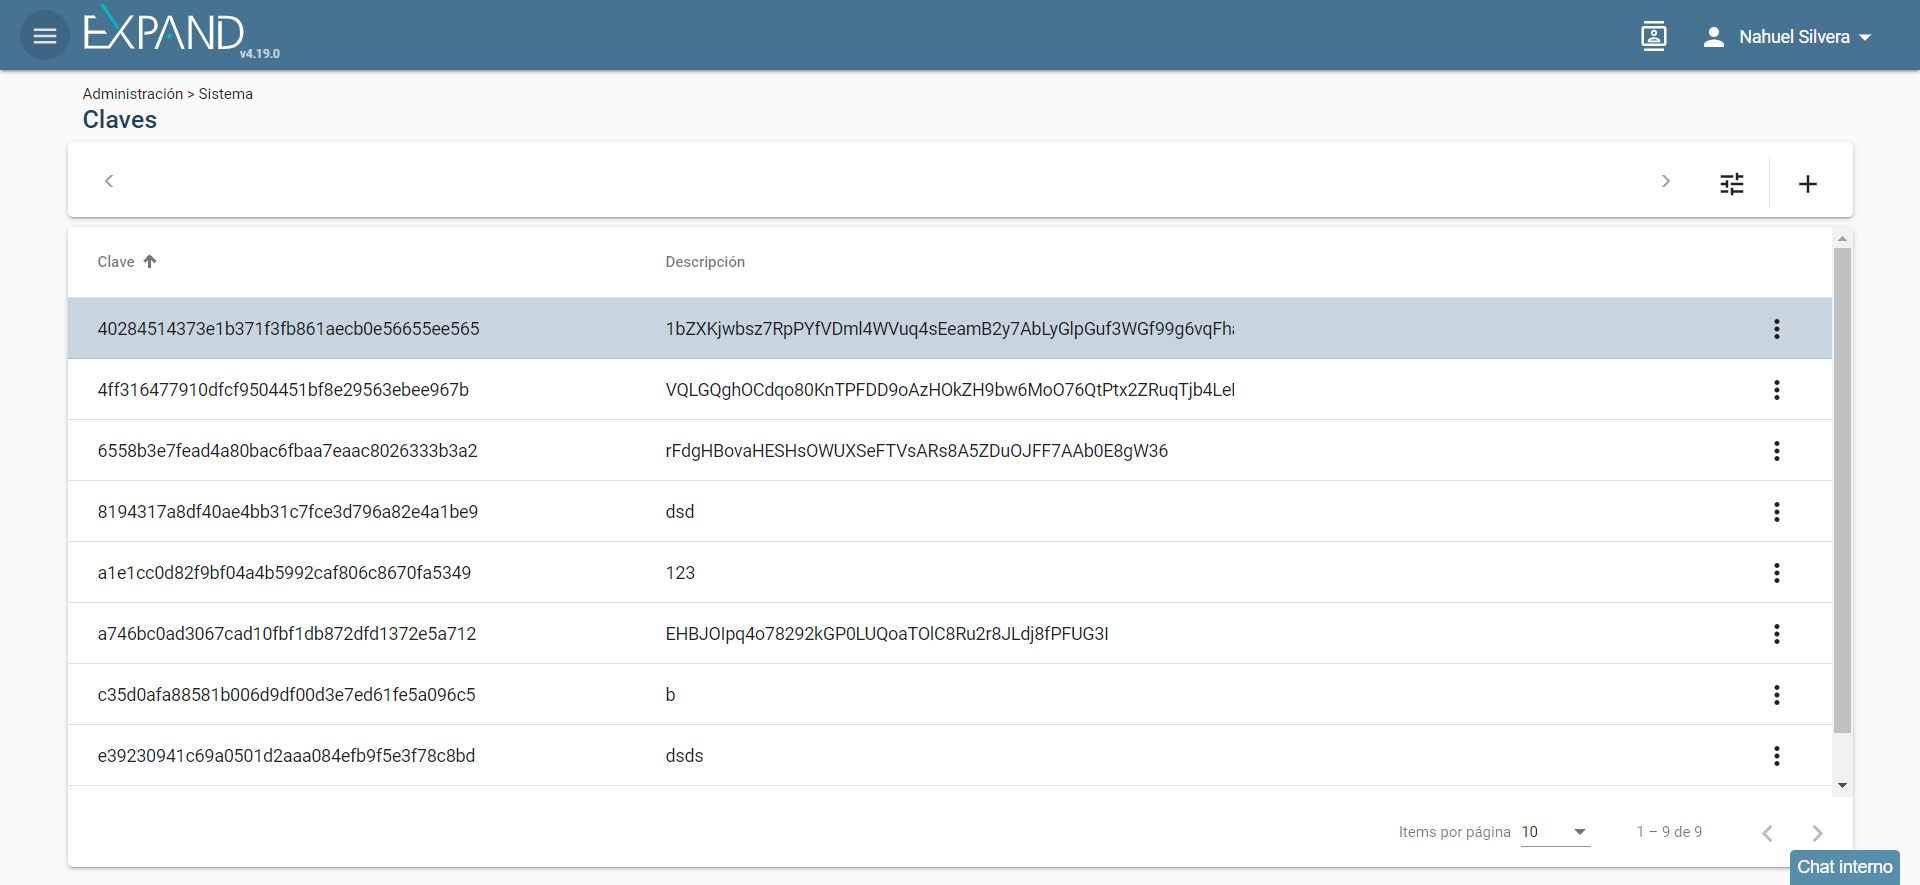 EXPAND
v4.19.0
Nahuel Silvera
Administración > Sistema
Claves
Clave
Descripción
40284514373e1b371f3fb861aecb0e56655ee565
1bZXKjwbsz7RpPYfVDml4WVuq4sEeamB2y7AbLyGlpGuf3WGf99g6vqFh
4ff316477910dfcf9504451bf8e29563ebee967b
VQLGQghOCdqo80KnTPFDD9oAzHOkZH9bw6MoO76QtPtx2ZRuqTjb4Lel
6558b3e7fead4a80bac6fbaa7eaac8026333b3a2
rFdgHBovaHESHsOWUXSeFTVsARs8A5ZDuOJFF7AAb0E8gW36
8194317a8df40ae4bb31c7fce3d796a82e4a1be9
dsd
a1e1cc0d82f9bf04a4b5992caf806c8670fa5349
123
a746bc0ad3067cad10fbf1db872dfd1372e5a712
EHBJOIpq4o78292kGP0LUQoaTOlC8Ru2r8JLdj8fPFUG3I
c35d0afa88581b006d9df00d3e7ed61fe5a096c5
b
e39230941c69a0501d2aaa084efb9f5e3f78c8bd
dsds
Items por página 10
1 – 9 de 9
Chat interno